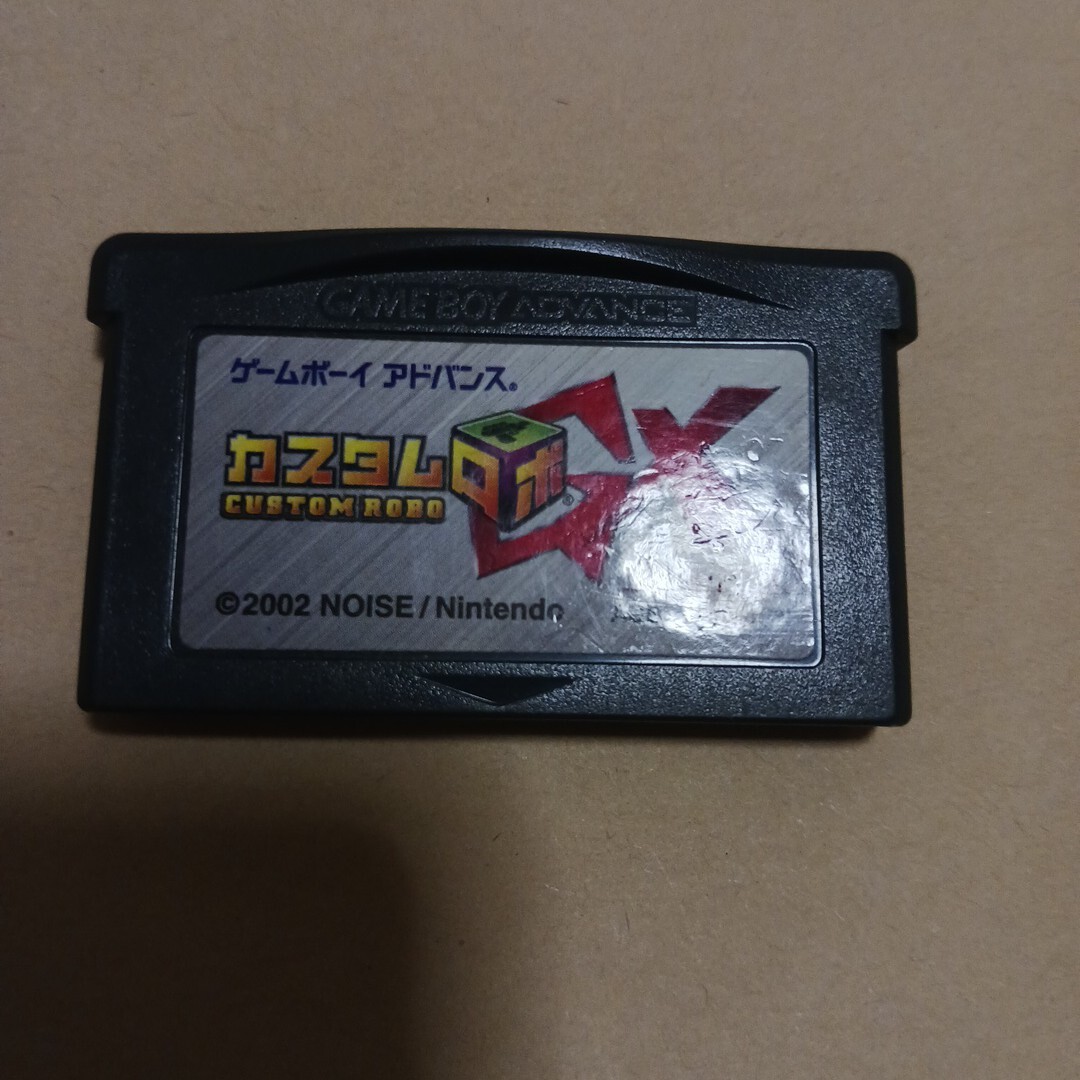 GAME BOY ADVANCE
ゲームボーイ アドバンス®
カスタムロボ® GX
CUSTOM ROBO
©2002 NOISE/Nintendo